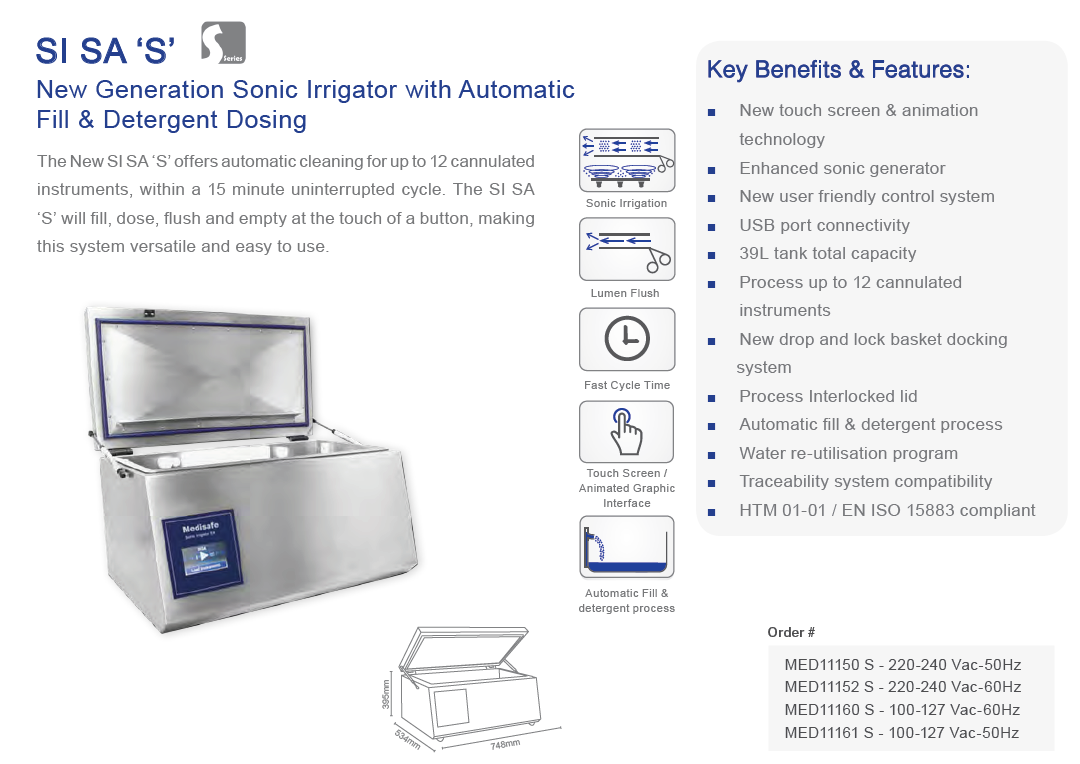 SI SA ‘S’
Series
New Generation Sonic Irrigator with Automatic
Fill & Detergent Dosing
The New SI SA ‘S’ offers automatic cleaning for up to 12 cannulated
instruments, within a 15 minute uninterrupted cycle. The SI SA
‘S’ will fill, dose, flush and empty at the touch of a button, making
this system versatile and easy to use.
Sonic Irrigation
Lumen Flush
Fast Cycle Time
Touch Screen /
Animated Graphic
Interface
Automatic Fill &
detergent process
Key Benefits & Features:
New touch screen & animation
technology
Enhanced sonic generator
New user friendly control system
USB port connectivity
39L tank total capacity
Process up to 12 cannulated
instruments
New drop and lock basket docking
system
Process Interlocked lid
Automatic fill & detergent process
Water re-utilisation program
Traceability system compatibility
HTM 01-01 / EN ISO 15883 compliant
Medisafe
395mm
534mm
748mm
Order #
MED11150 S - 220-240 Vac-50Hz
MED11152 S - 220-240 Vac-60Hz
MED11160 S - 100-127 Vac-60Hz
MED11161 S - 100-127 Vac-50Hz